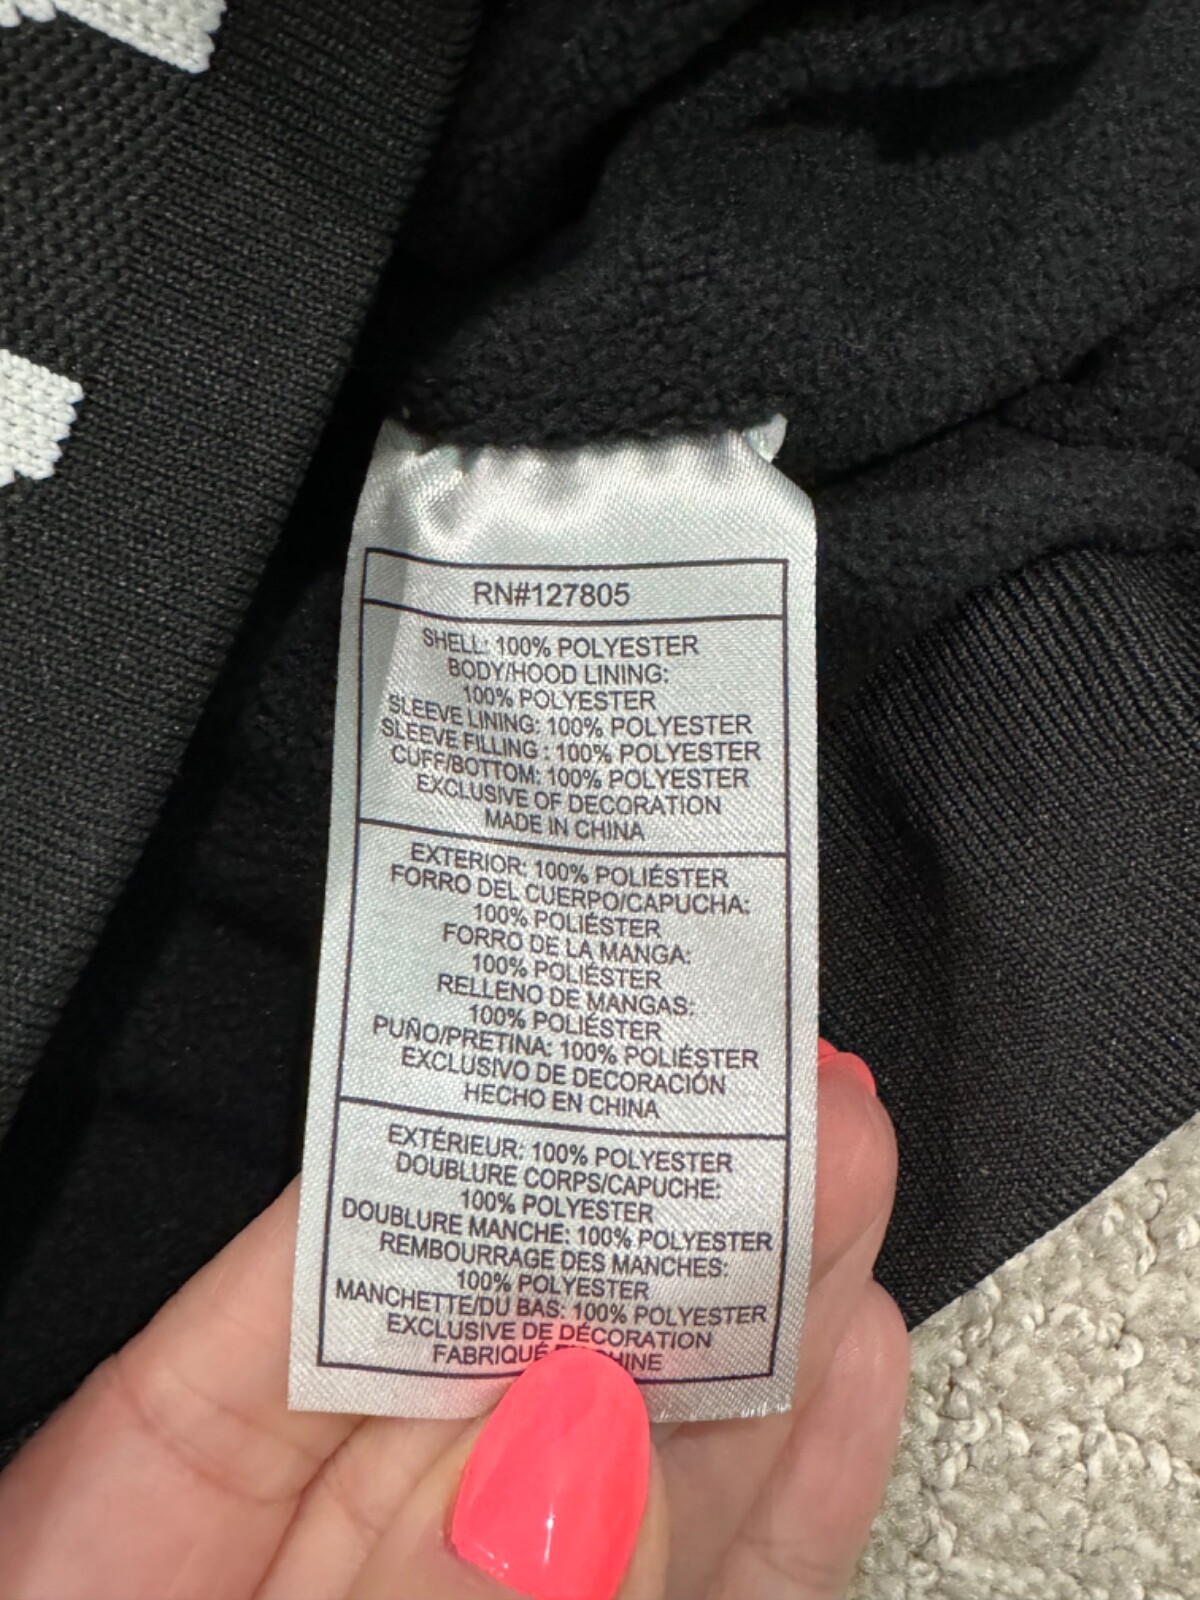 RN#127805
SHELL: 100% POLYESTER
BODY/HOOD LINING:
100% POLYESTER
SLEEVE LINING: 100% POLYESTER
SLEEVE FILLING : 100% POLYESTER
CUFF/BOTTOM: 100% POLYESTER
EXCLUSIVE OF DECORATION
MADE IN CHINA
EXTERIOR: 100% POLIÉSTER
FORRO DEL CUERPO/CAPUCHA:
100% POLIÉSTER
FORRO DE LA MANGA:
100% POLIÉSTER
RELLENO DE MANGAS:
100% POLIÉSTER
PUÑO/PRETINA: 100% POLIÉSTER
EXCLUSIVO DE DECORACIÓN
HECHO EN CHINA
EXTÉRIEUR: 100% POLYESTER
DOUBLURE CORPS/CAPUCHE:
100% POLYESTER
DOUBLURE MANCHE: 100% POLYESTER
REMBOURRAGE DES MANCHES:
100% POLYESTER
MANCHETTE/DU BAS: 100% POLYESTER
EXCLUSIVE DE DÉCORATION
FABRIQUÉ